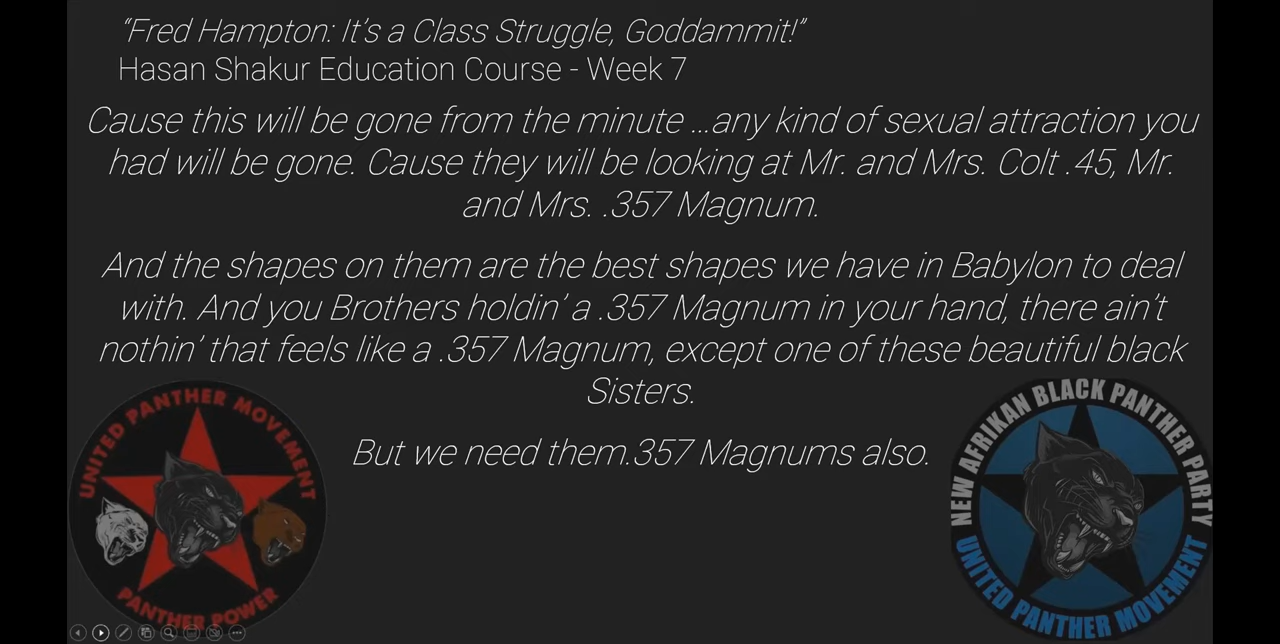 “Fred Hampton: It’s a Class Struggle, Goddammit!”
Hasan Shakur Education Course - Week 7
Cause this will be gone from the minute ...any kind of sexual attraction you
had will be gone. Cause they will be looking at Mr. and Mrs. Colt .45, Mr.
and Mrs. .357 Magnum.
And the shapes on them are the best shapes we have in Babylon to deal
with. And you Brothers holdin’ a .357 Magnum in your hand, there ain’t
nothin’ that feels like a .357 Magnum, except one of these beautiful black
Sisters.
But we need them.357 Magnums also.
UNITED PANTHER MOVEMENT
PANTHER POWER
NEW AFRIKAN BLACK PANTHER PARTY
UNITED PANTHER MOVEMENT